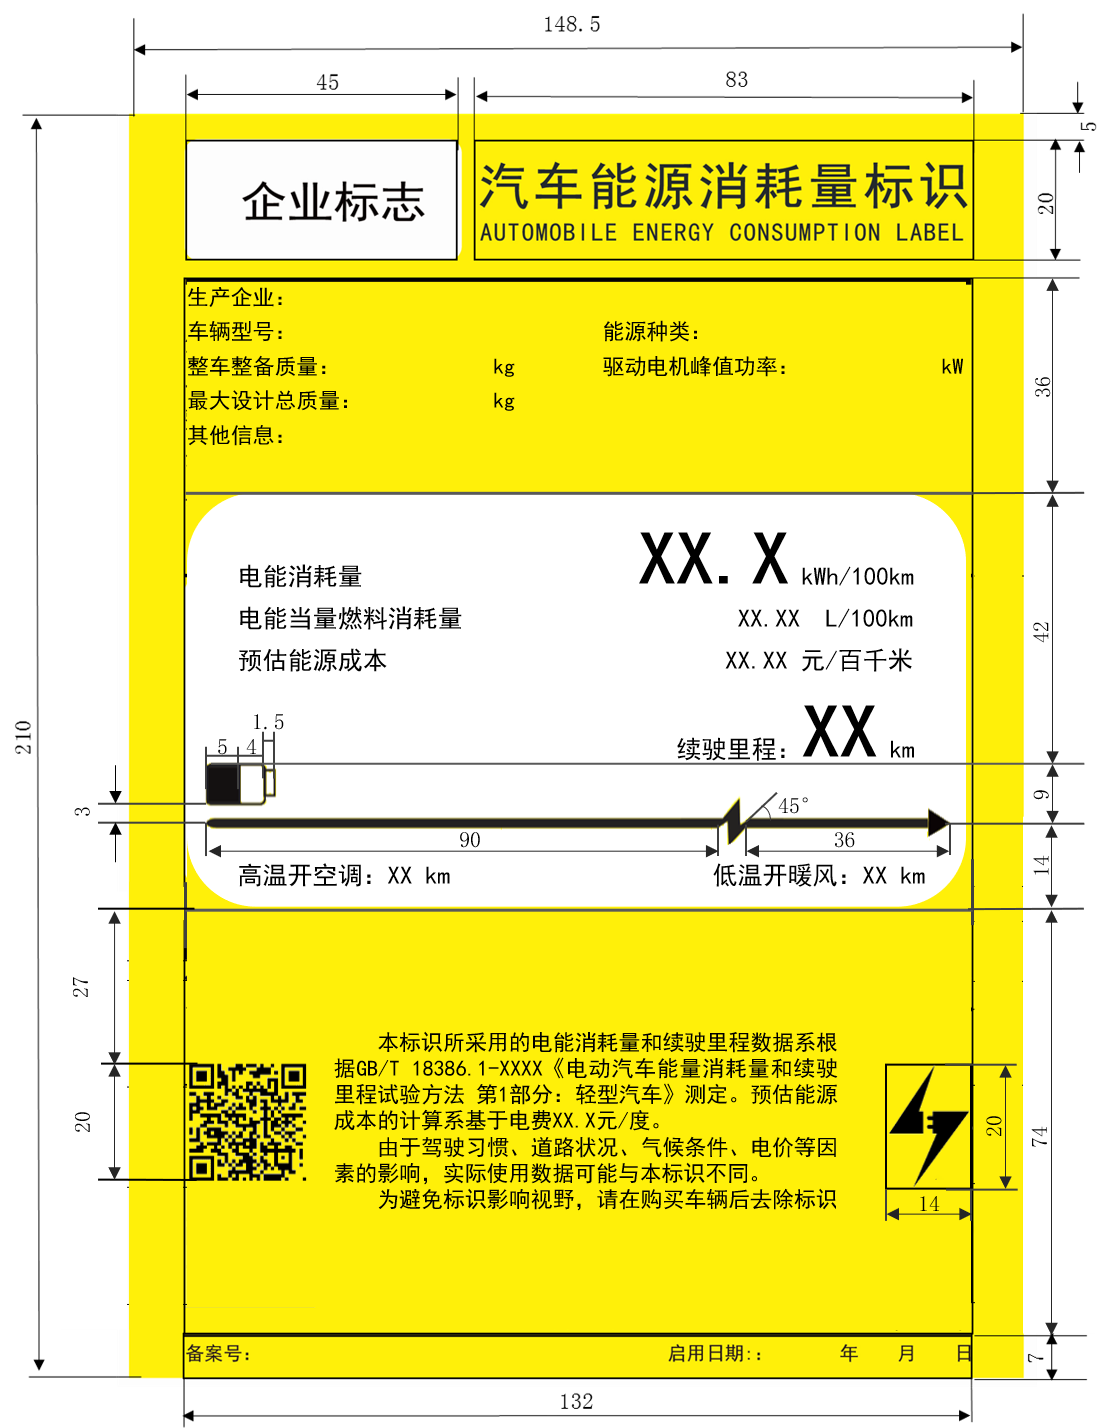 148.5
45
83
5
企业标志
汽车能源消耗量标识
20
AUTOMOBILE ENERGY CONSUMPTION LABEL
生产企业：
车辆型号： 能源种类：
整车整备质量： kg 驱动电机峰值功率： kW
36
最大设计总质量： kg
其他信息：
电能消耗量 XX.X kWh/100km
电能当量燃料消耗量 XX.XX L/100km
42
预估能源成本 XX.XX 元/百千米
210
1.5
5 4
续驶里程：XX km
9
3
45°
90 36
高温开空调：XX km 低温开暖风：XX km
14
27
本标识所采用的电能消耗量和续驶里程数据系根
据GB/T 18386.1-XXXX《电动汽车能量消耗量和续驶
里程试验方法 第1部分：轻型汽车》测定。预估能源
成本的计算系基于电费XX.X元/度。
20
20
74
由于驾驶习惯、道路状况、气候条件、电价等因
素的影响，实际使用数据可能与本标识不同。
为避免标识影响视野，请在购买车辆后去除标识
14
备案号： 启用日期:： 年 月 日
7
132